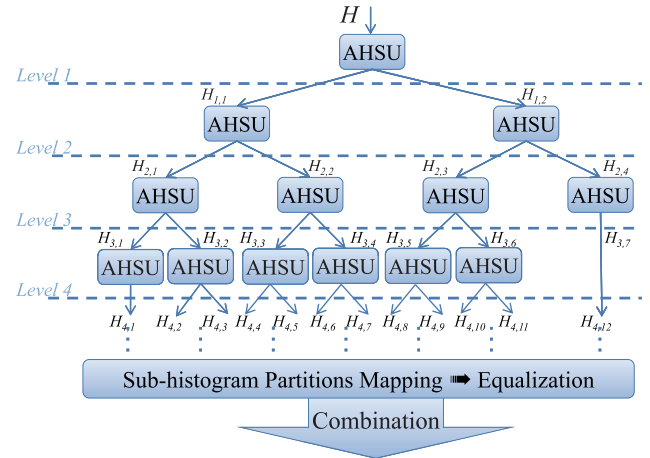 H
AHSU
Level 1
H1,1 H1,2
AHSU AHSU
Level 2
H2,1 H2,2 H2,3 H2,4
AHSU AHSU AHSU AHSU
Level 3
H3,1 H3,2 H3,3 H3,4 H3,5 H3,6 H3,7
AHSU AHSU AHSU AHSU AHSU AHSU
Level 4
H4,1 H4,2 H4,3 H4,4 H4,5 H4,6 H4,7 H4,8 H4,9 H4,10 H4,11 H4,12
Sub-histogram Partitions Mapping ➠ Equalization
Combination